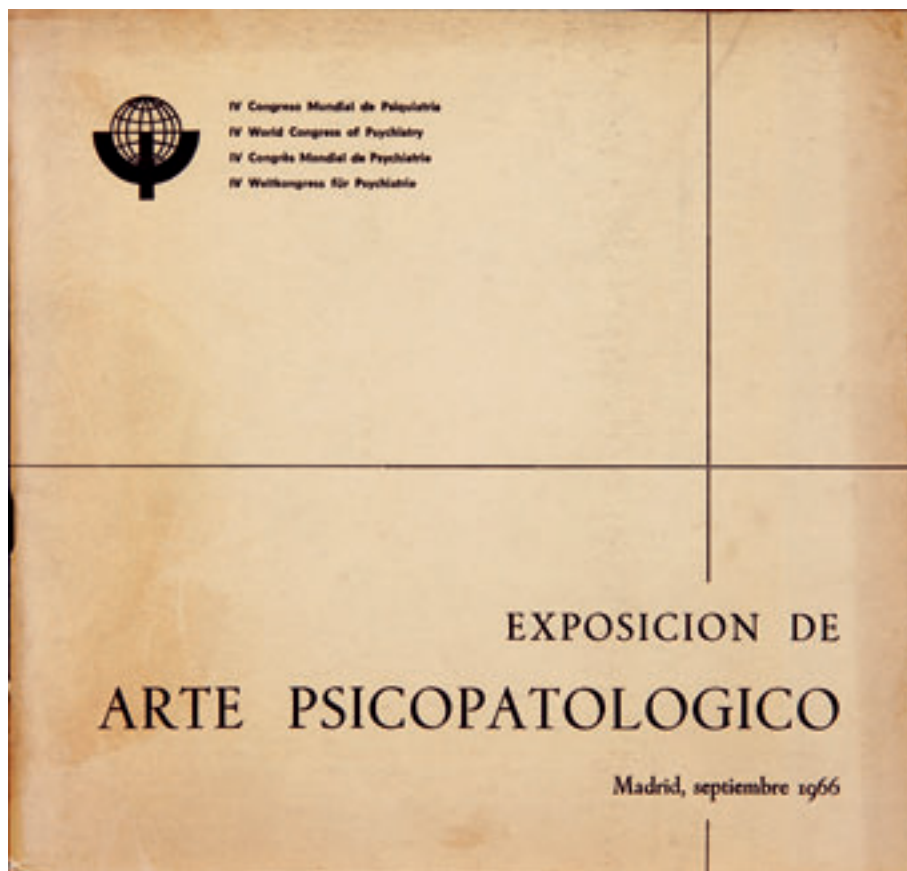 IV Congreso Mondial de Psiquiatria
IV World Congress of Psychiatry
IV Congrès Mondial de Psychiatrie
IV Weltkongress für Psychiatrie
EXPOSICION DE
ARTE PSICOPATOLOGICO
Madrid, septiembre 1966